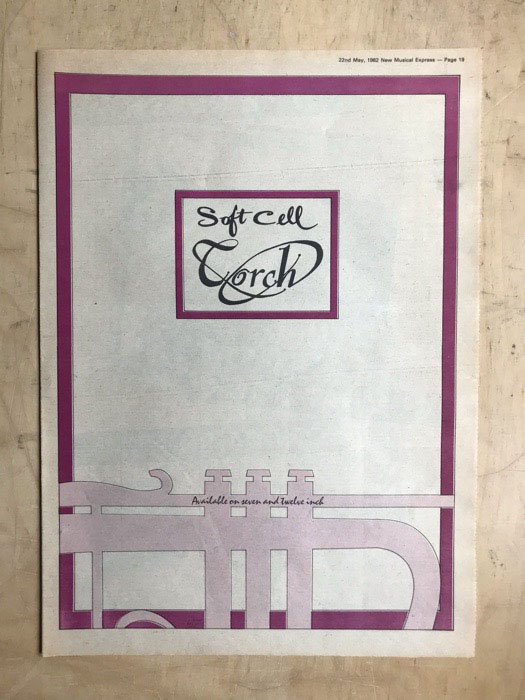 22nd May, 1982 New Musical Express — Page 19
Soft Cell
Torch
Available on seven and Twelve inch